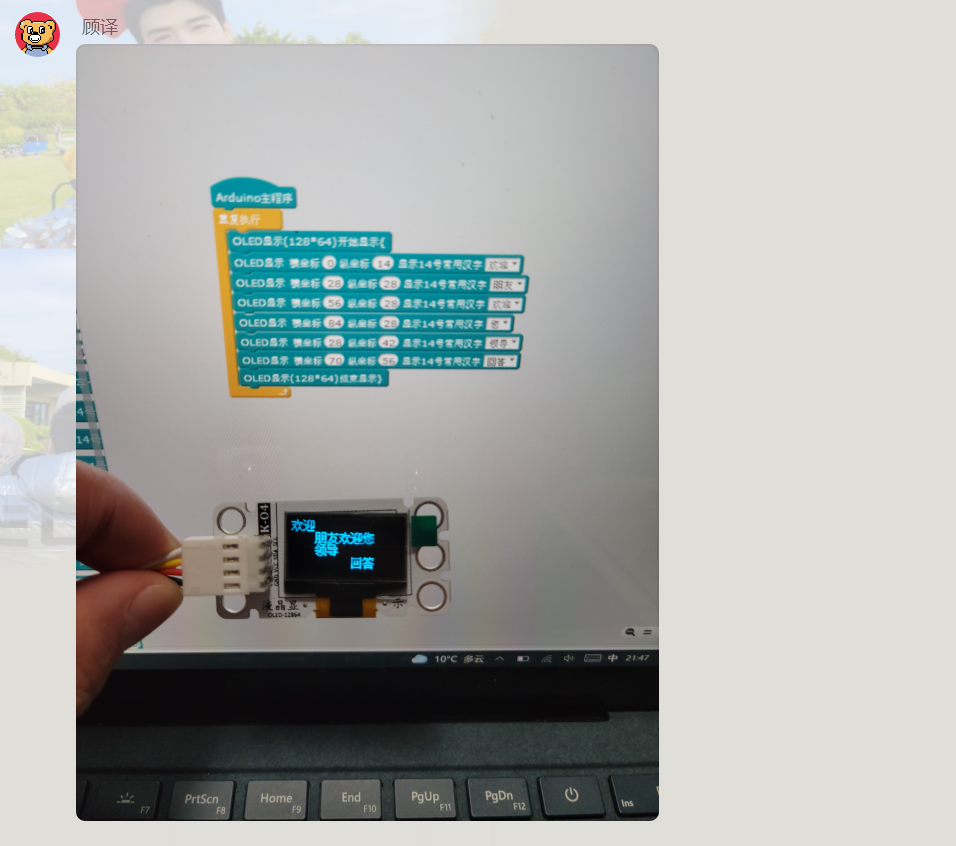 顾译
Arduino主程序
重复执行
OLED显示(128*64)开始显示{
OLED显示 横坐标 0 纵坐标 14 显示14号常用汉字 欢迎
OLED显示 横坐标 28 纵坐标 28 显示14号常用汉字 朋友
OLED显示 横坐标 56 纵坐标 28 显示14号常用汉字 欢迎
OLED显示 横坐标 84 纵坐标 28 显示14号常用汉字 您
OLED显示 横坐标 28 纵坐标 42 显示14号常用汉字 领导
OLED显示 横坐标 70 纵坐标 56 显示14号常用汉字 回答
OLED显示(128*64)结束显示}
14号
K-04
欢迎
朋友欢迎您
领导
回答
液晶显示
OLED-12864
10°C 多云 中 21:47
F7 PrtScn F8 Home F9 End F10 PgUp F11 PgDn F12 Ins